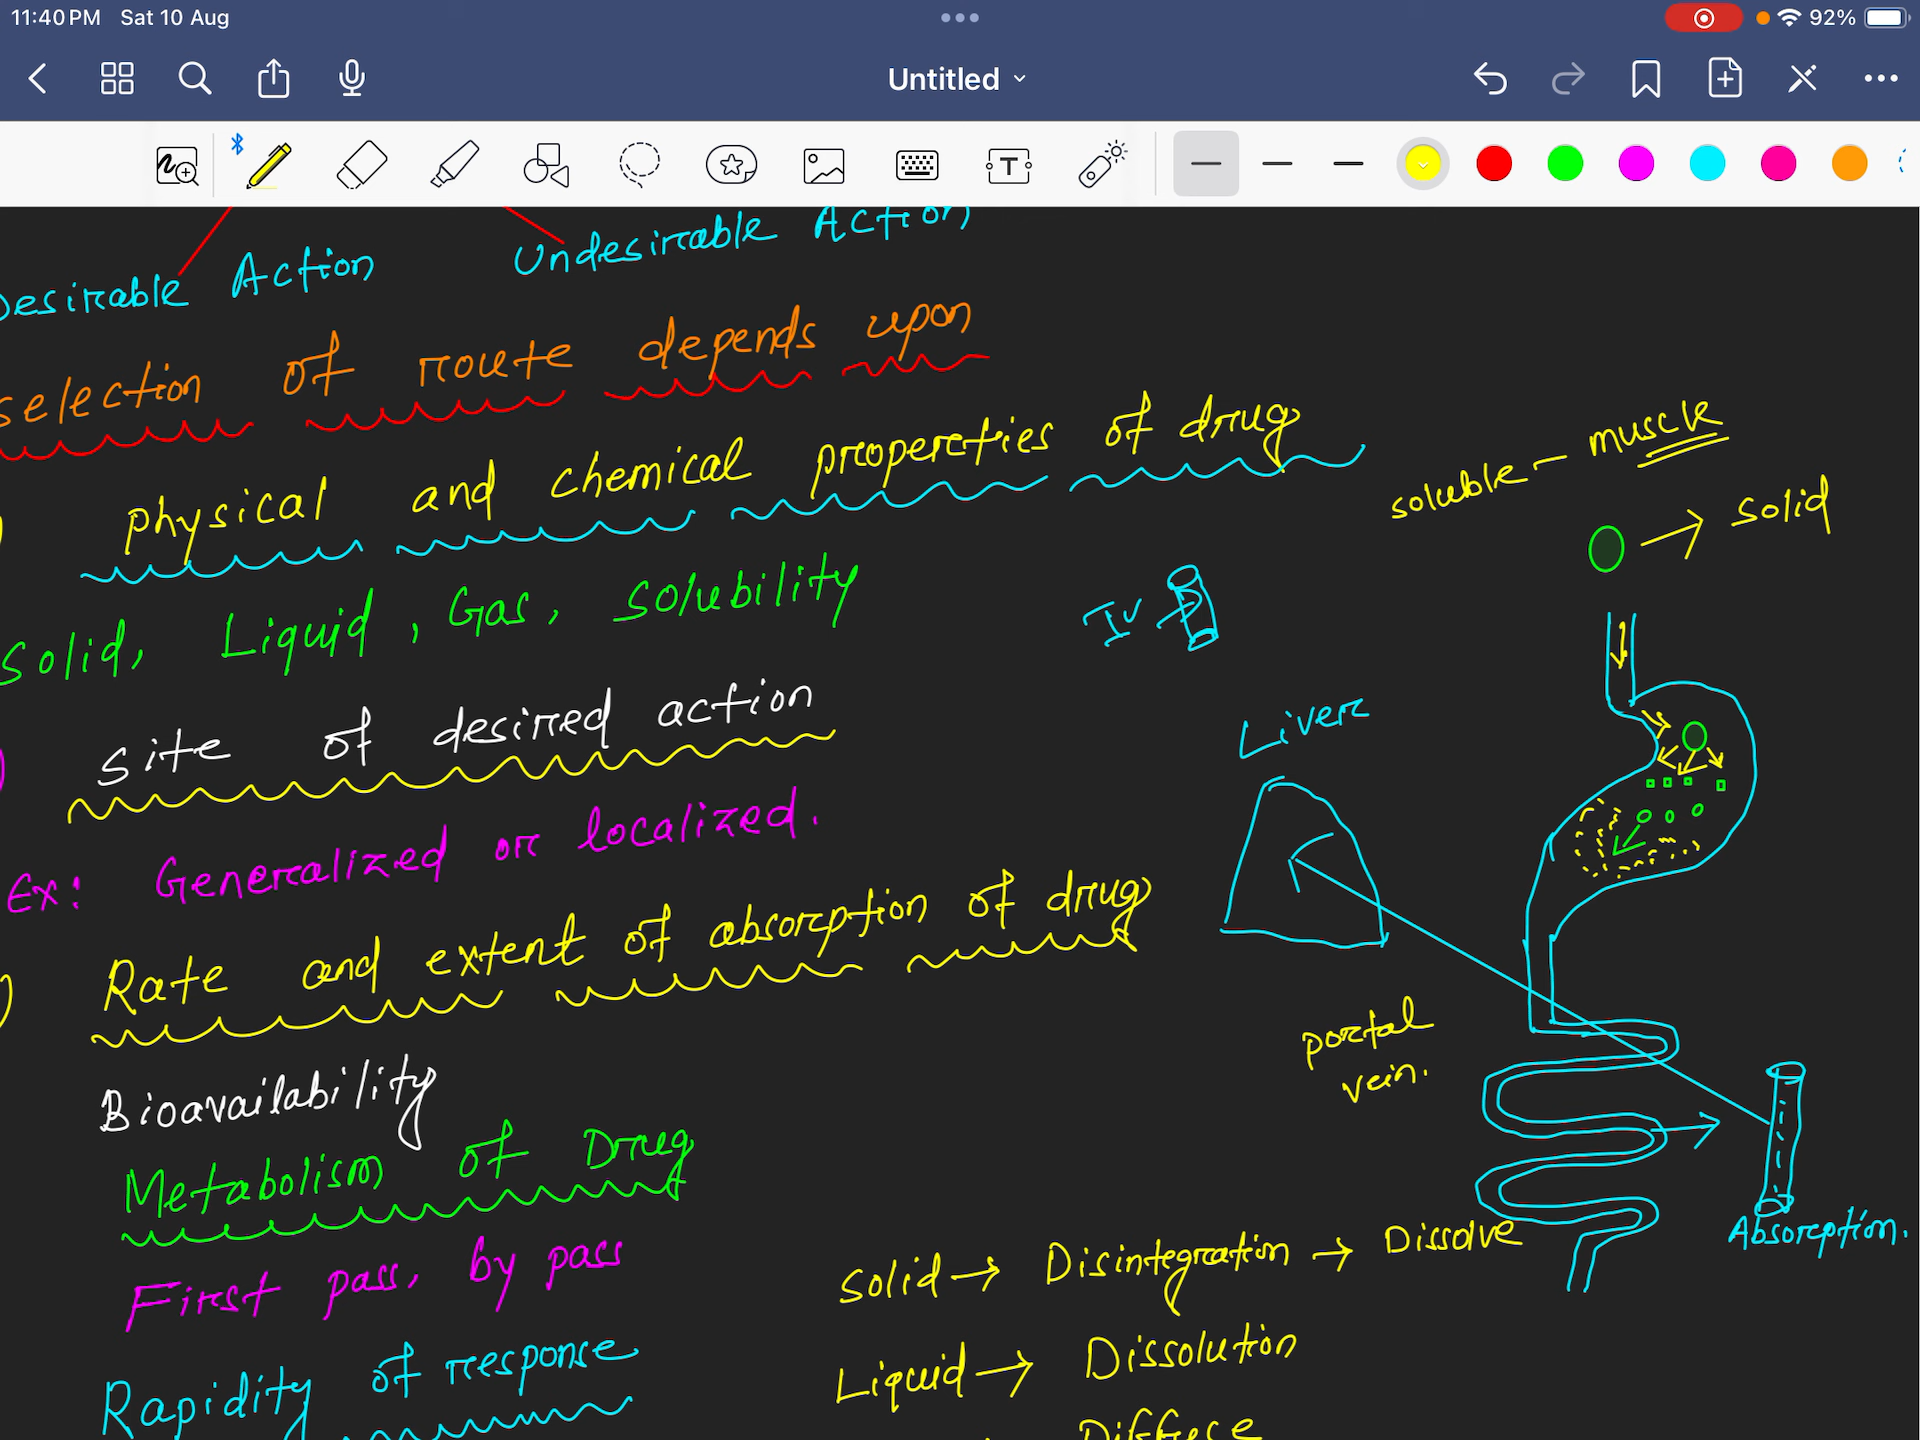 11:40 PM Sat 10 Aug
92%
Untitled
Desirable Action
Undesirable Action
selection of route depends upon
physical and chemical properties of drug
soluble - muscle
→ solid
Solid, Liquid, Gas, Solubility
IV
Site of desired action
Liver
Ex: Generalized or localized.
Rate and extent of absorption of drug
portal
vein.
Bioavailability
Metabolism of Drug
Absorption.
First pass, by pass
Solid → Disintegration → Dissolve
Rapidity of response
Liquid → Dissolution